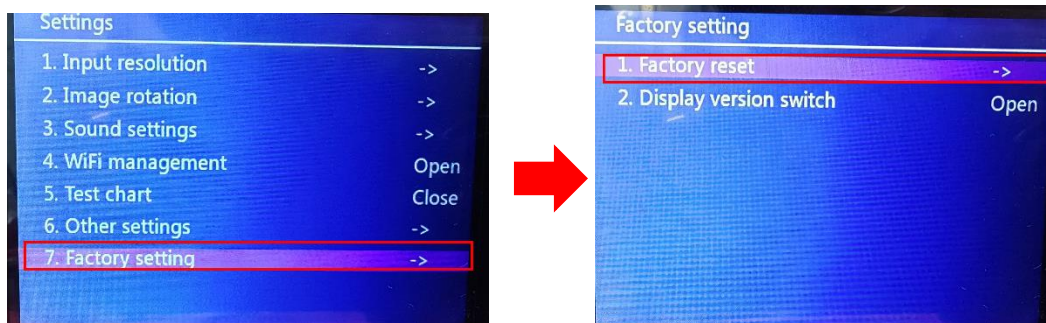 Settings
1. Input resolution ->
2. Image rotation ->
3. Sound settings ->
4. WiFi management Open
5. Test chart Close
6. Other settings ->
7. Factory setting ->
Factory setting
1. Factory reset ->
2. Display version switch Open